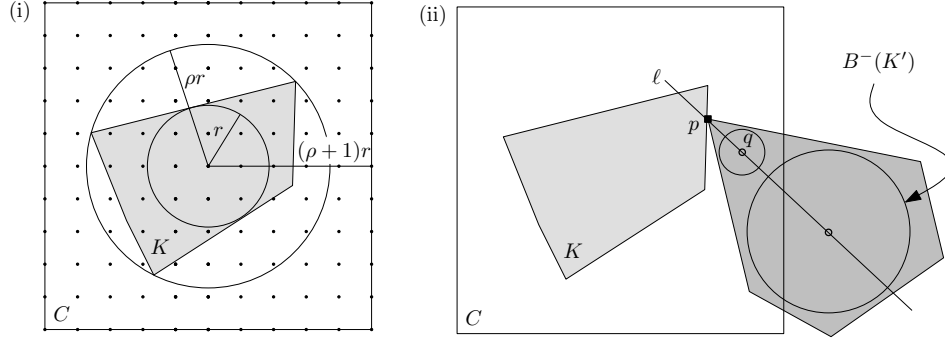 (i)
ρr
r
(ρ + 1)r
K
C
(ii)
ℓ
B⁻(K′)
p
q
K
C